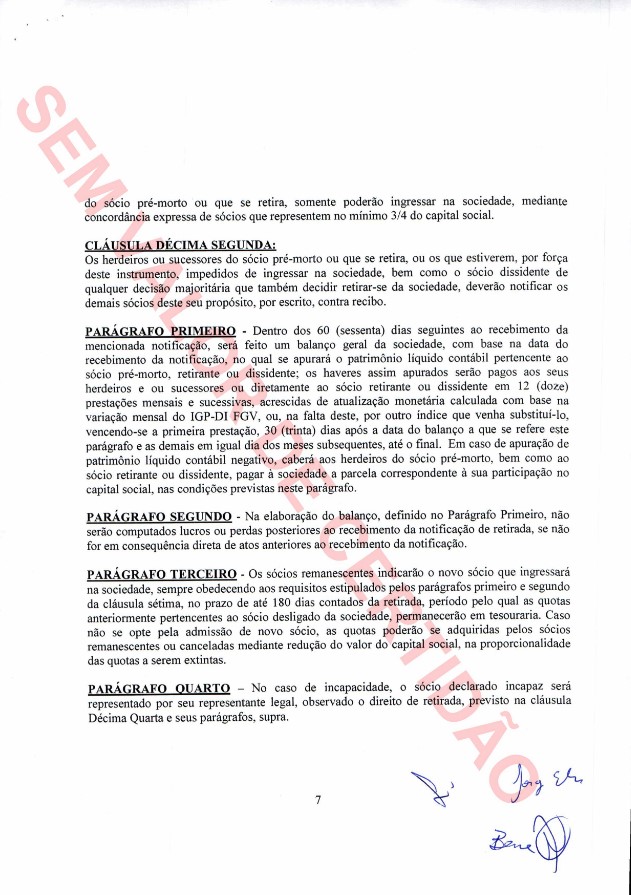 do sócio pré-morto ou que se retira, somente poderão ingressar na sociedade, mediante
concordância expressa de sócios que representem no mínimo 3/4 do capital social.
CLÁUSULA DÉCIMA SEGUNDA:
Os herdeiros ou sucessores do sócio pré-morto ou que se retira, ou os que estiverem, por força
deste instrumento, impedidos de ingressar na sociedade, bem como o sócio dissidente de
qualquer decisão majoritária que também decidir retirar-se da sociedade, deverão notificar os
demais sócios deste seu propósito, por escrito, contra recibo.
PARÁGRAFO PRIMEIRO - Dentro dos 60 (sessenta) dias seguintes ao recebimento da
mencionada notificação, será feito um balanço geral da sociedade, com base na data do
recebimento da notificação, no qual se apurará o patrimônio líquido contábil pertencente ao
sócio pré-morto, retirante ou dissidente; os haveres assim apurados serão pagos aos seus
herdeiros e ou sucessores ou diretamente ao sócio retirante ou dissidente em 12 (doze)
prestações mensais e sucessivas, acrescidas de atualização monetária calculada com base na
variação mensal do IGP-DI FGV, ou, na falta deste, por outro índice que venha substituí-lo,
vencendo-se a primeira prestação, 30 (trinta) dias após a data do balanço a que se refere este
parágrafo e as demais em igual dia dos meses subsequentes, até o final. Em caso de apuração de
patrimônio líquido contábil negativo, caberá aos herdeiros do sócio pré-morto, bem como ao
sócio retirante ou dissidente, pagar à sociedade a parcela correspondente à sua participação no
capital social, nas condições previstas neste parágrafo.
PARÁGRAFO SEGUNDO - Na elaboração do balanço, definido no Parágrafo Primeiro, não
serão computados lucros ou perdas posteriores ao recebimento da notificação de retirada, se não
for em consequência direta de atos anteriores ao recebimento da notificação.
PARÁGRAFO TERCEIRO - Os sócios remanescentes indicarão o novo sócio que ingressará
na sociedade, sempre obedecendo aos requisitos estipulados pelos parágrafos primeiro e segundo
da cláusula sétima, no prazo de até 180 dias contados da retirada, período pelo qual as quotas
anteriormente pertencentes ao sócio desligado da sociedade, permanecerão em tesouraria. Caso
não se opte pela admissão de novo sócio, as quotas poderão se adquiridas pelos sócios
remanescentes ou canceladas mediante redução do valor do capital social, na proporcionalidade
das quotas a serem extintas.
PARÁGRAFO QUARTO – No caso de incapacidade, o sócio declarado incapaz será
representado por seu representante legal, observado o direito de retirada, previsto na cláusula
Décima Quarta e seus parágrafos, supra.
7
Bene
SEM VALOR DE CERTIDÃO